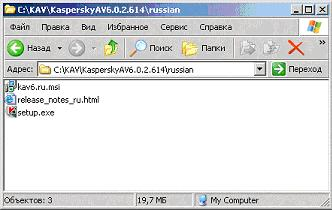 C:\KAV\KasperskyAV6.0.2.614\russian
Файл Правка Вид Избранное Сервис Справка
Назад Поиск Папки
Адрес: C:\KAV\KasperskyAV6.0.2.614\russian Переход
kav6.ru.msi
release_notes_ru.html
setup.exe
Объектов: 3 19,7 МБ My Computer